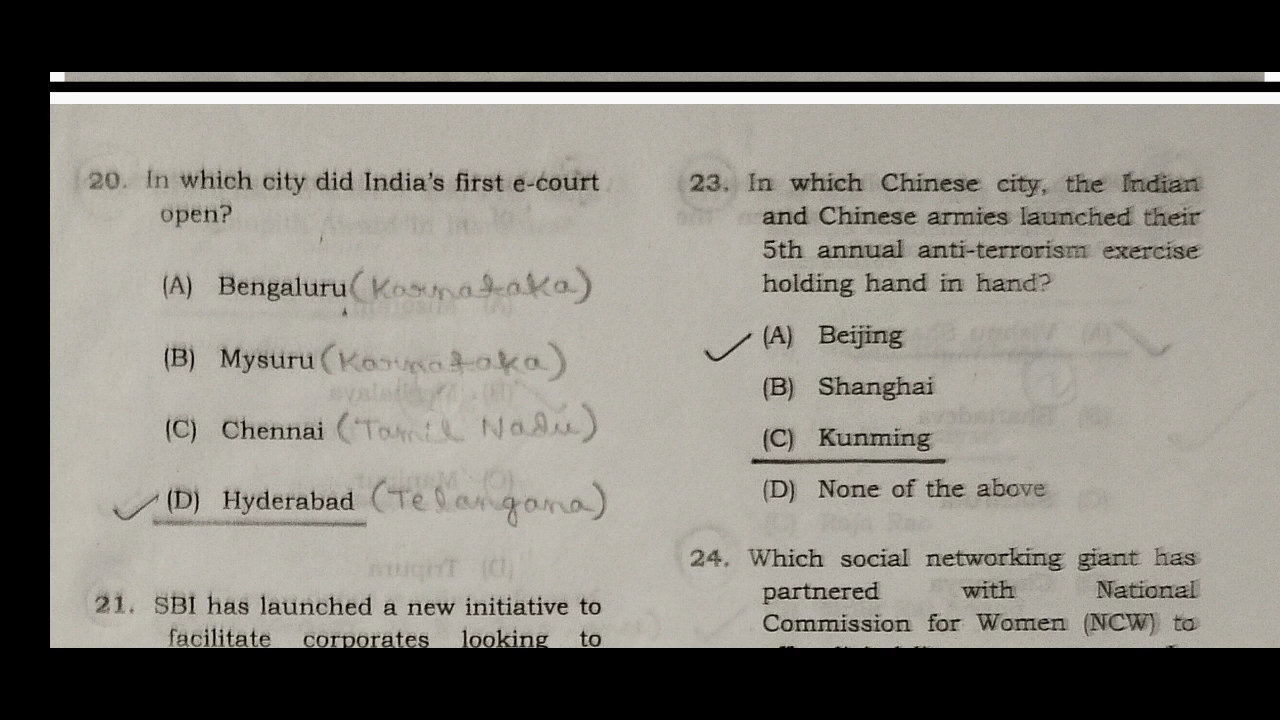 20. In which city did India's first e-court
open?
(A) Bengaluru (Karnataka)
(B) Mysuru (Karnataka)
(C) Chennai (Tamil Nadu)
(D) Hyderabad (Telangana)
21. SBI has launched a new initiative to
facilitate corporates looking to
23. In which Chinese city, the Indian
and Chinese armies launched their
5th annual anti-terrorism exercise
holding hand in hand?
(A) Beijing
(B) Shanghai
(C) Kunming
(D) None of the above
24. Which social networking giant has
partnered with National
Commission for Women (NCW) to